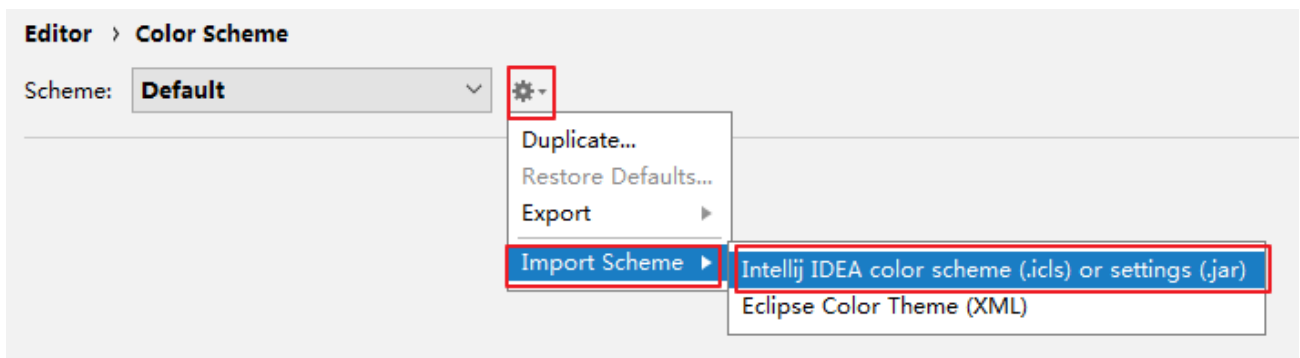 Editor › Color Scheme
Scheme: Default
Duplicate...
Restore Defaults...
Export
Import Scheme
Intellij IDEA color scheme (.icls) or settings (.jar)
Eclipse Color Theme (XML)